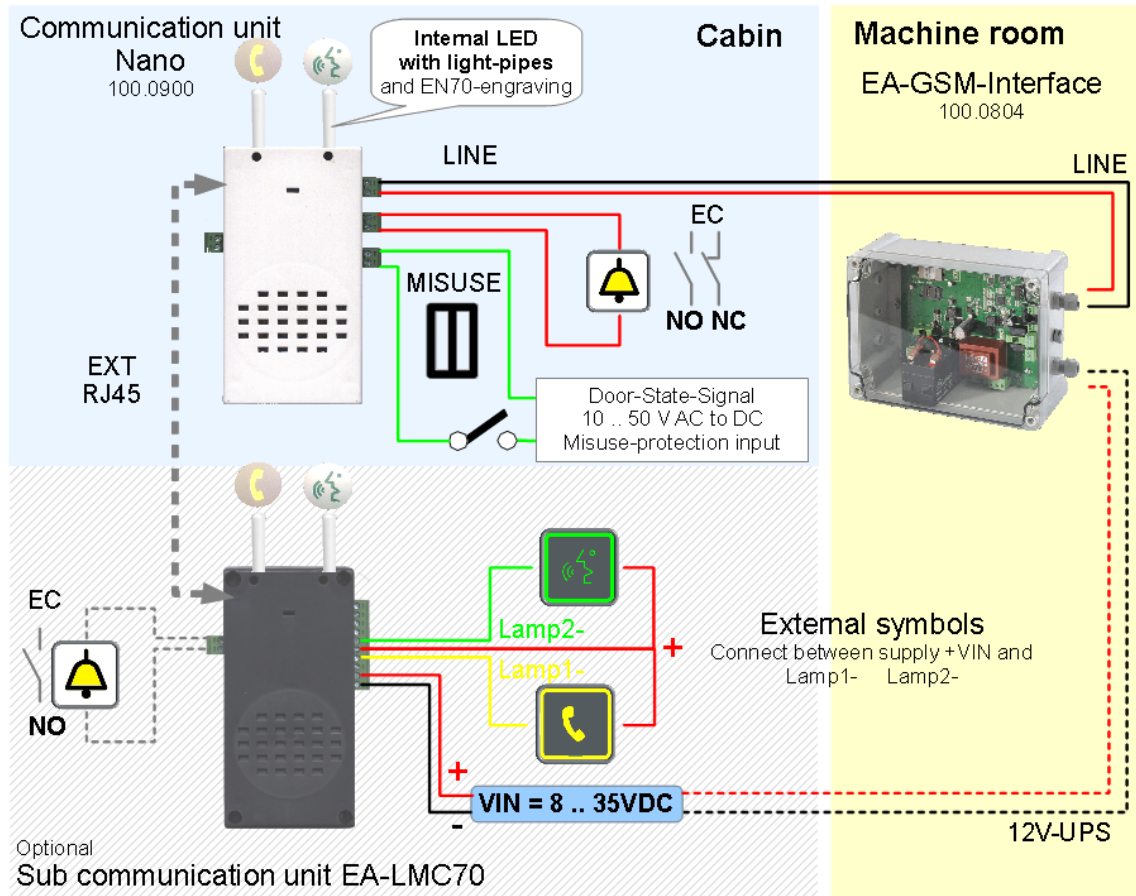 Communication unit
Nano
100.0900
Internal LED
with light-pipes
and EN70-engraving
Cabin
Machine room
EA-GSM-Interface
100.0804
LINE
LINE
EC
MISUSE
NO NC
EXT
RJ45
Door-State-Signal
10 .. 50 V AC to DC
Misuse-protection input
EC
NO
Lamp2-
Lamp1-
+
External symbols
Connect between supply +VIN and
Lamp1- Lamp2-
+
VIN = 8 .. 35VDC
-
12V-UPS
Optional
Sub communication unit EA-LMC70